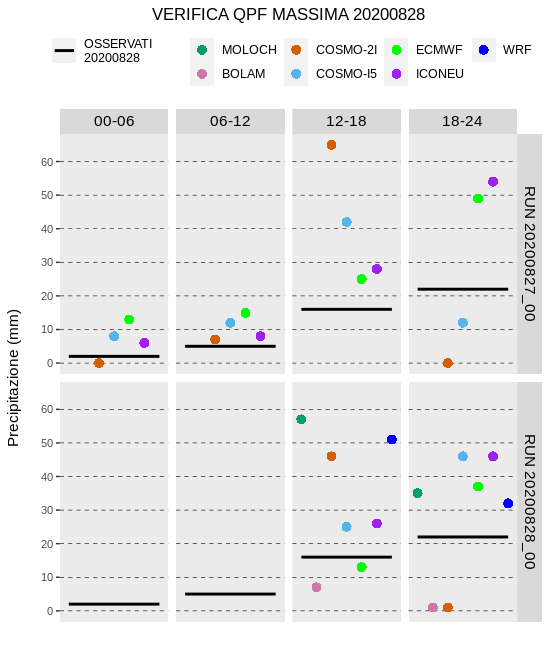 VERIFICA QPF MASSIMA 20200828
OSSERVATI
20200828
MOLOCH
COSMO-2I
ECMWF
WRF
BOLAM
COSMO-I5
ICONEU
00-06
06-12
12-18
18-24
60
50
40
30
20
10
0
RUN 20200827_00
60
50
40
30
20
10
0
RUN 20200828_00
Precipitazione (mm)